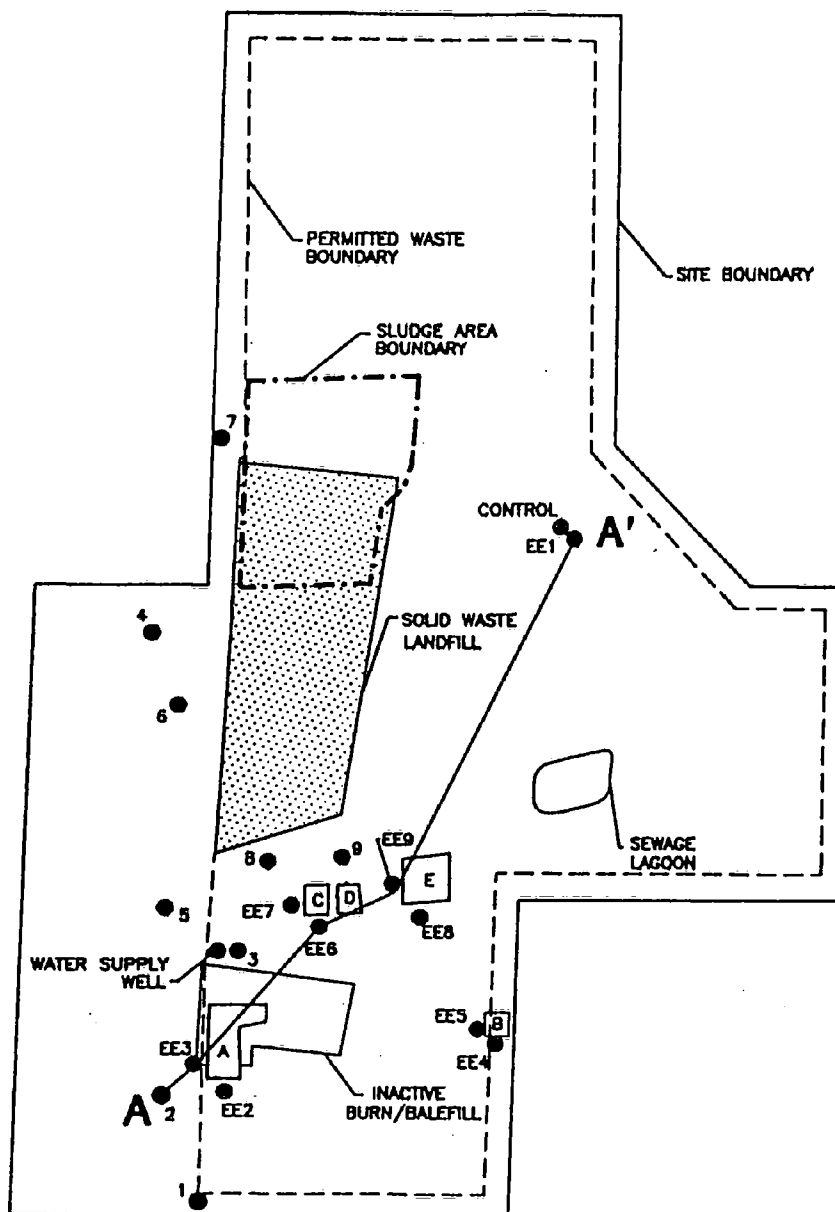 PERMITTED WASTE
BOUNDARY
SITE BOUNDARY
SLUDGE AREA
BOUNDARY
7
CONTROL
EE1
A'
4
SOLID WASTE
LANDFILL
6
EE9
SEWAGE
LAGOON
8
9
E
C
D
5
EE7
EE8
EE6
WATER SUPPLY
WELL
3
EE5
B
EE4
A
EE3
INACTIVE
BURN/BALEFILL
A
2
EE2
1